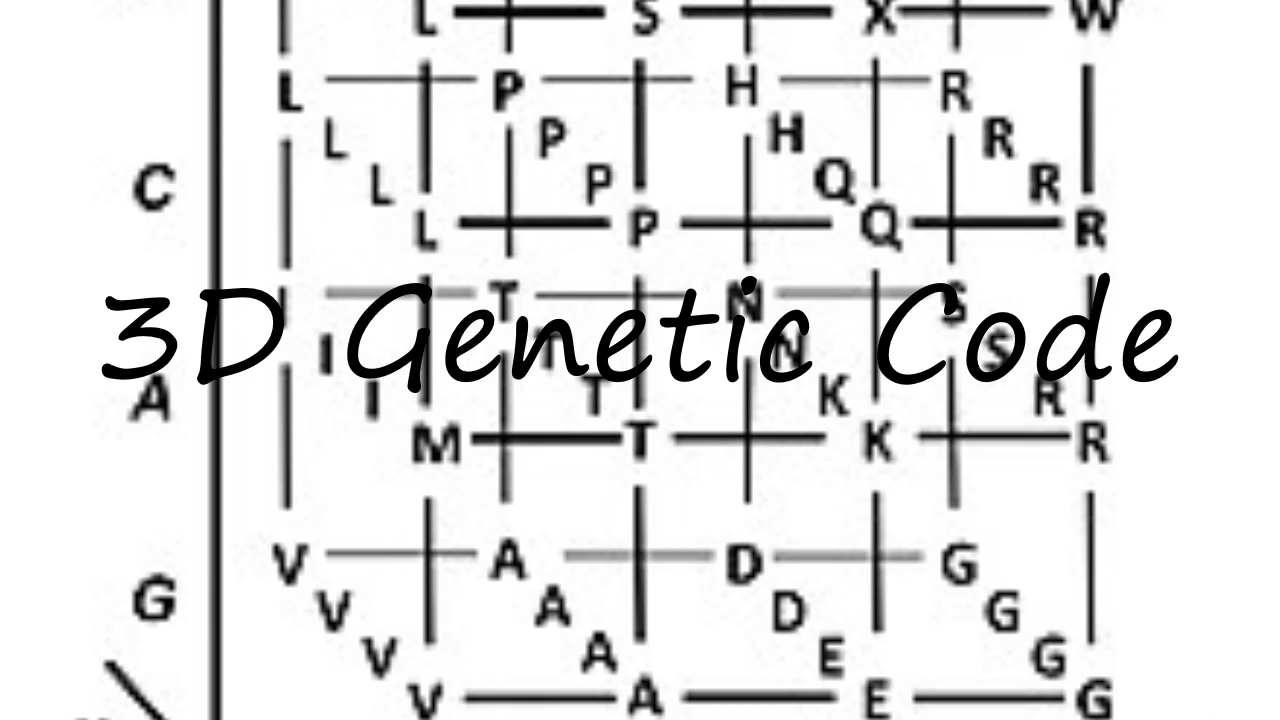 L S X W
L P H R
L P H R
C L P Q R
L P Q R
T N S
3D Genetic Code
I N S
A I T K R
M T K R
V A D G
G V A D G
V A E G
V A E G